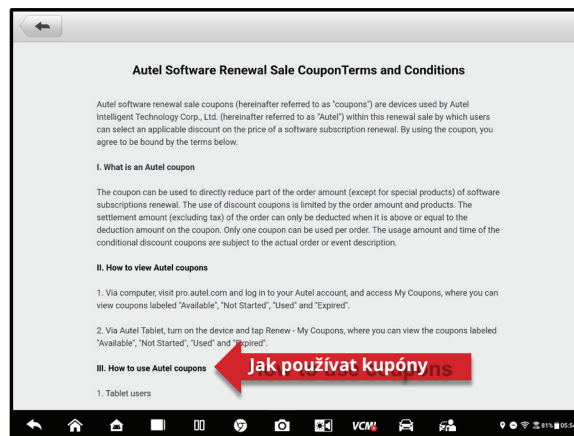 Autel Software Renewal Sale CouponTerms and Conditions
Autel software renewal sale coupons (hereinafter referred to as "coupons") are devices used by Autel
Intelligent Technology Corp., Ltd. (hereinafter referred to as "Autel") within this renewal sale by which users
can select an applicable discount on the price of a software subscription renewal. By using the coupon, you
agree to be bound by the terms below.
I. What is an Autel coupon
The coupon can be used to directly reduce part of the order amount (except for special products) of software
subscriptions renewal. The use of discount coupons is limited by the order amount and products. The
settlement amount (excluding tax) of the order can only be deducted when it is above or equal to the
deduction amount on the coupon. Only one coupon can be used per order. The usage amount and time of the
conditional discount coupons are subject to the actual order or event description.
II. How to view Autel coupons
1. Via computer, visit pro.autel.com and log in to your Autel account, and access My Coupons, where you can
view coupons labeled "Available", "Not Started", "Used" and "Expired".
2. Via Autel Tablet, turn on the device and tap Renew - My Coupons, where you can view the coupons labeled
"Available", "Not Started", "Used" and "Expired".
III. How to use Autel coupons
Jak používat kupóny
How to use coupons
1. Tablet users
VCMI
81% 05:54